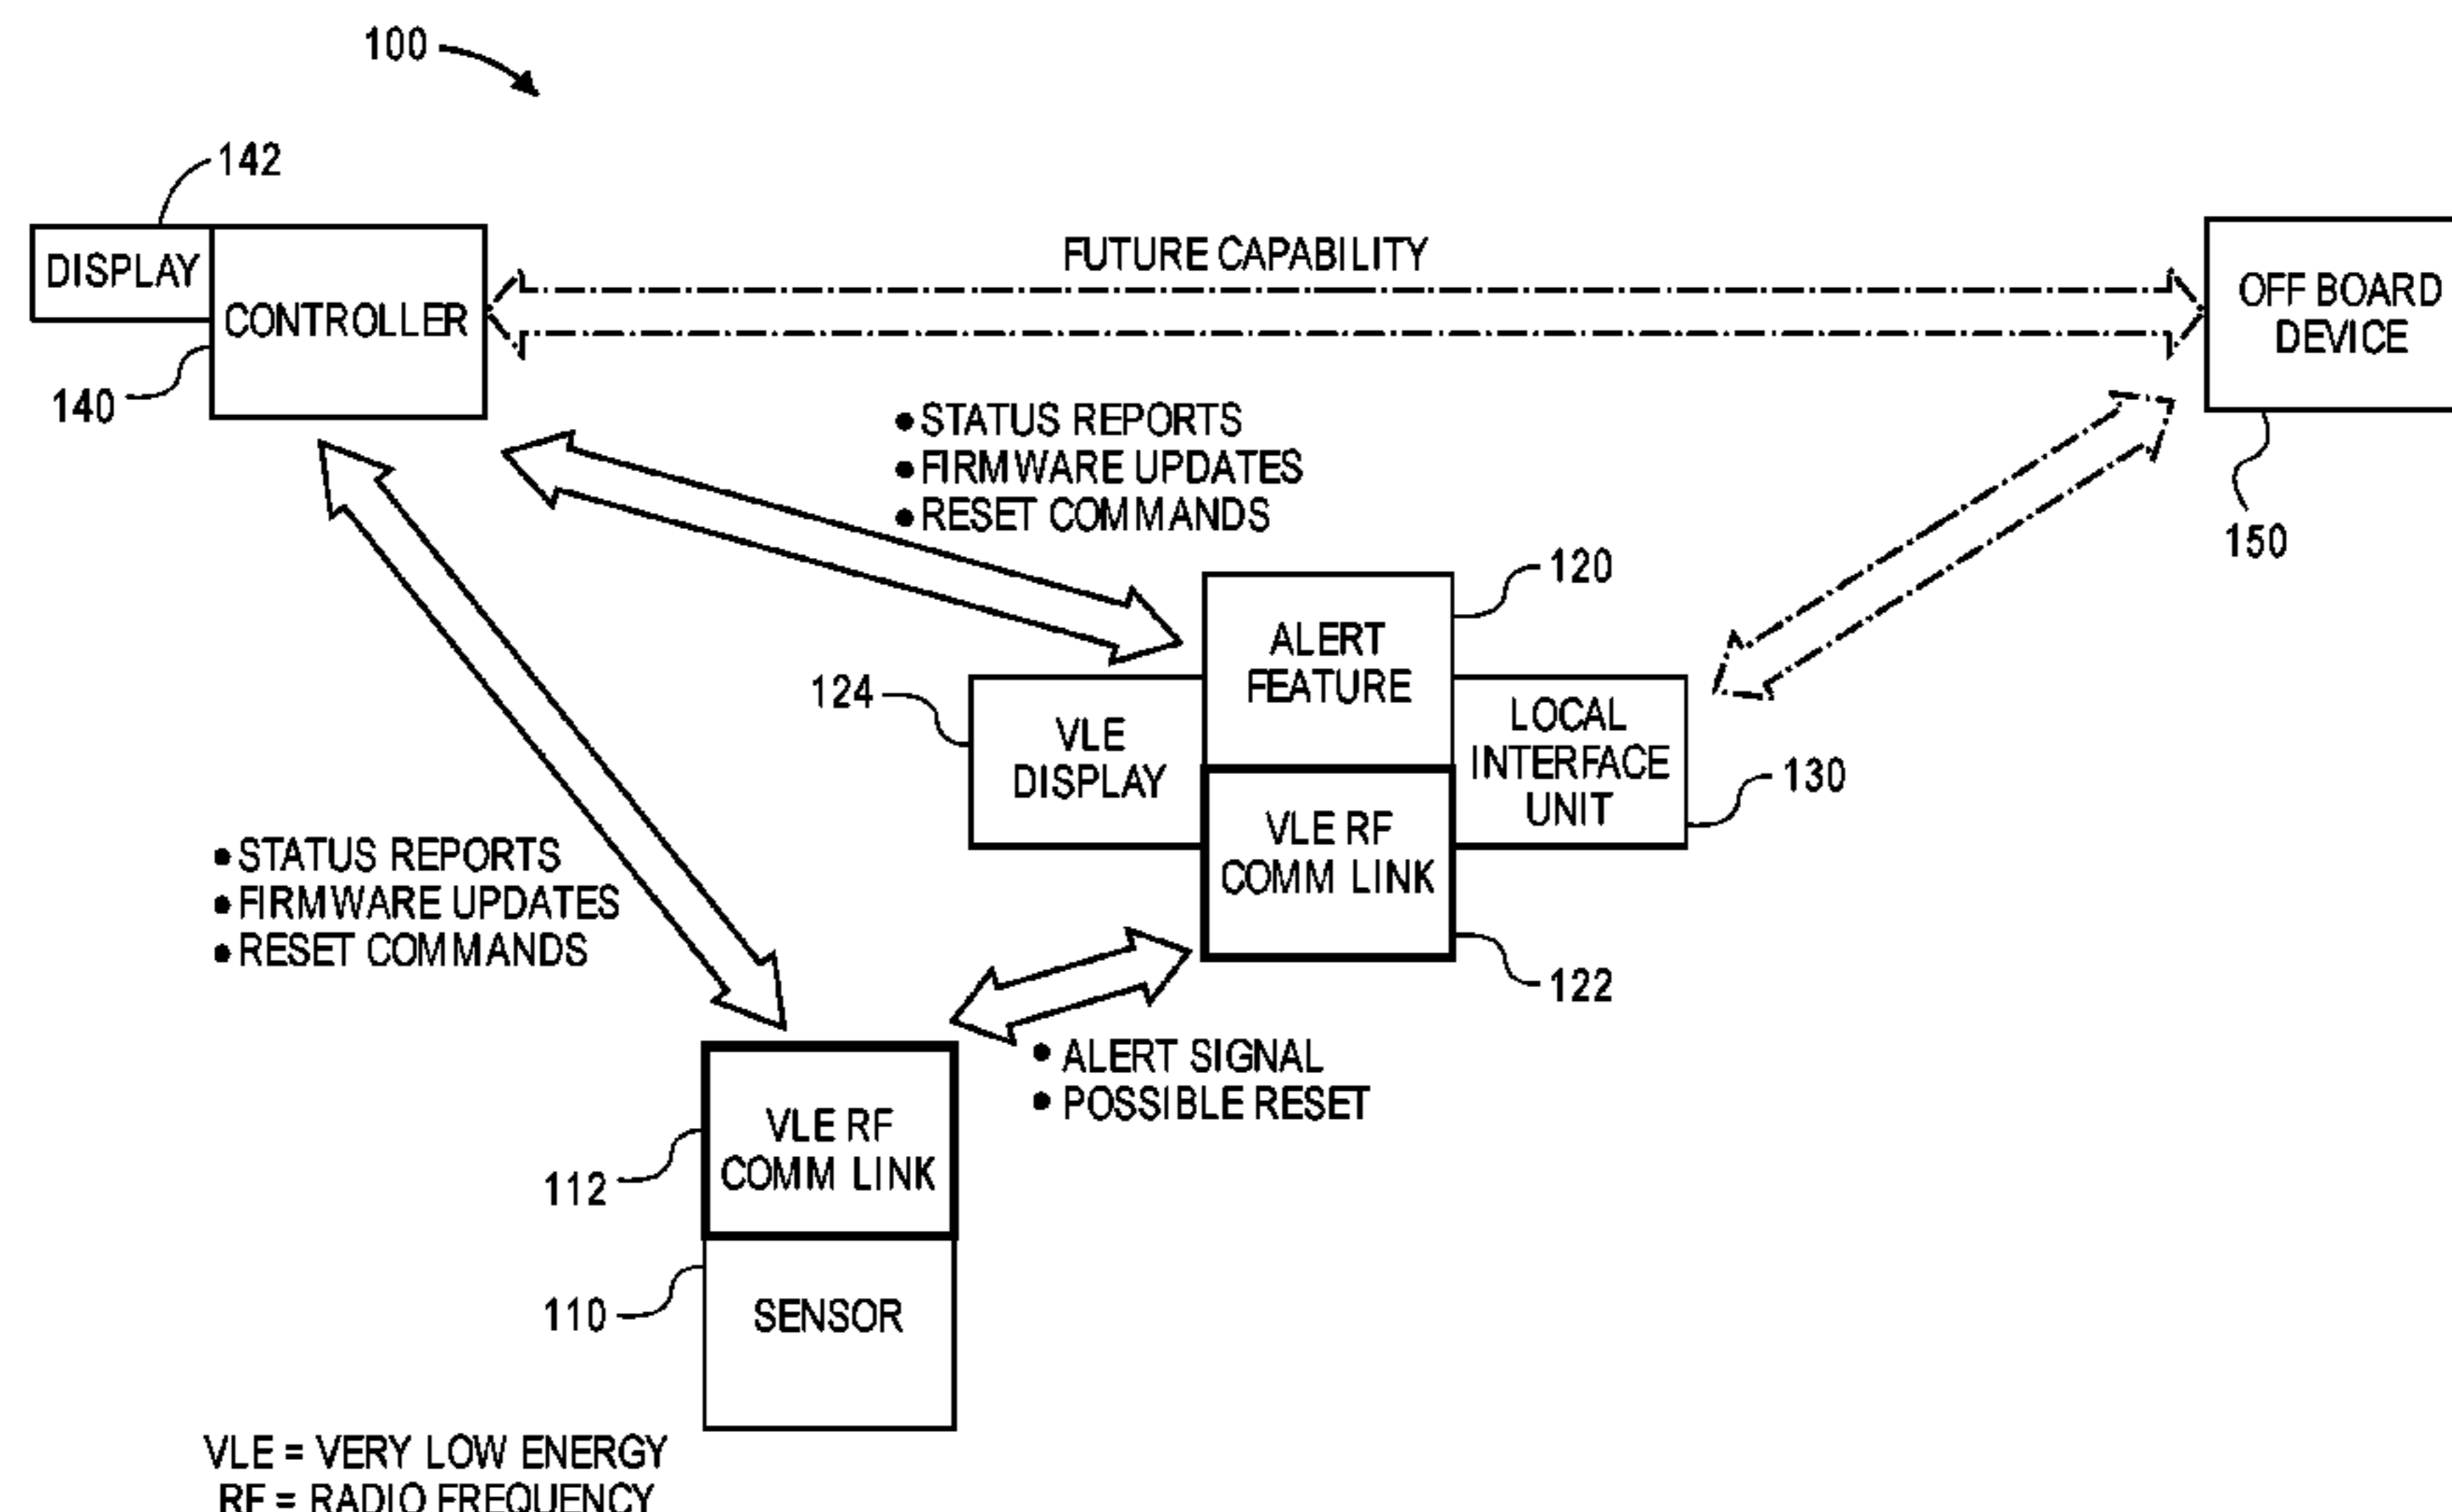 100
142
DISPLAY
CONTROLLER
140
FUTURE CAPABILITY
OFF BOARD
DEVICE
150
• STATUS REPORTS
• FIRMWARE UPDATES
• RESET COMMANDS
120
ALERT
FEATURE
124
VLE
DISPLAY
LOCAL
INTERFACE
UNIT
130
VLE RF
COMM LINK
122
• STATUS REPORTS
• FIRMWARE UPDATES
• RESET COMMANDS
• ALERT SIGNAL
• POSSIBLE RESET
VLE RF
COMM LINK
112
110
SENSOR
VLE = VERY LOW ENERGY
RF = RADIO FREQUENCY